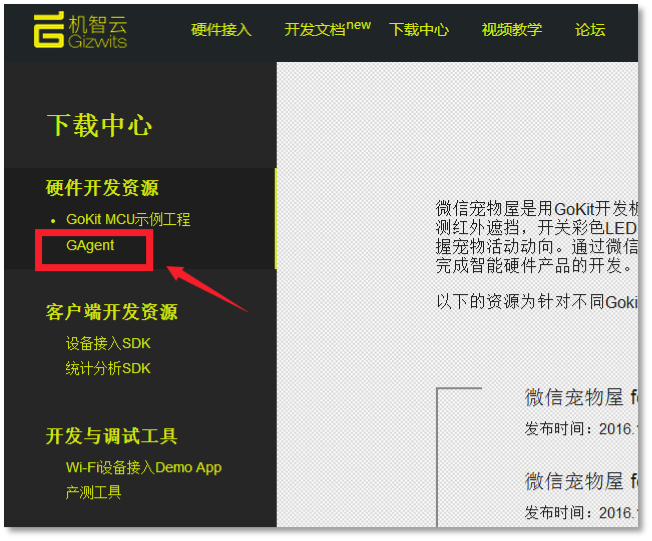 机智云
Gizwits
硬件接入
开发文档new
下载中心
视频教学
论坛
下载中心
硬件开发资源
GoKit MCU示例工程
GAgent
客户端开发资源
设备接入SDK
统计分析SDK
开发与调试工具
Wi-Fi设备接入Demo App
产测工具
微信宠物屋是用GoKit开发板
测红外遮挡，开关彩色LED
握宠物活动动向。通过微信
完成智能硬件产品的开发。
以下的资源为针对不同Goki
微信宠物屋 fo
发布时间：2016.
微信宠物屋 fo
发布时间：2016.